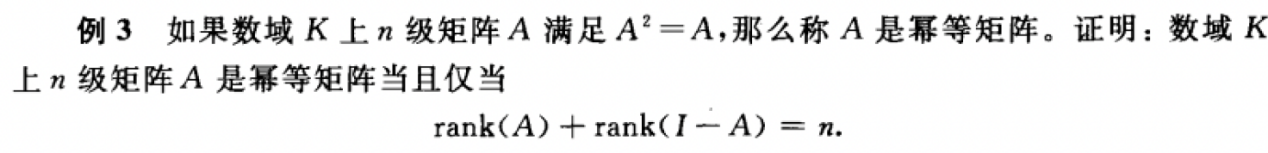 例 3 如果数域 K 上 n 级矩阵 A 满足 A² = A,那么称 A 是幂等矩阵。证明:数域 K
上 n 级矩阵 A 是幂等矩阵当且仅当
rank(A) + rank(I − A) = n.